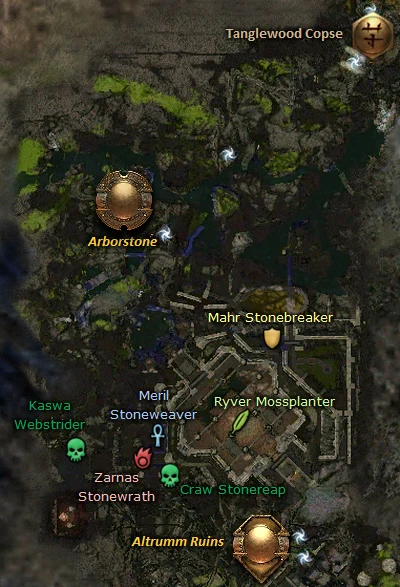 Tanglewood Copse
Arborstone
Mahr Stonebreaker
Meril
Stoneweaver
Ryver Mossplanter
Kaswa
Webstrider
Zarnas
Stonewrath
Craw Stonereap
Altrumm Ruins